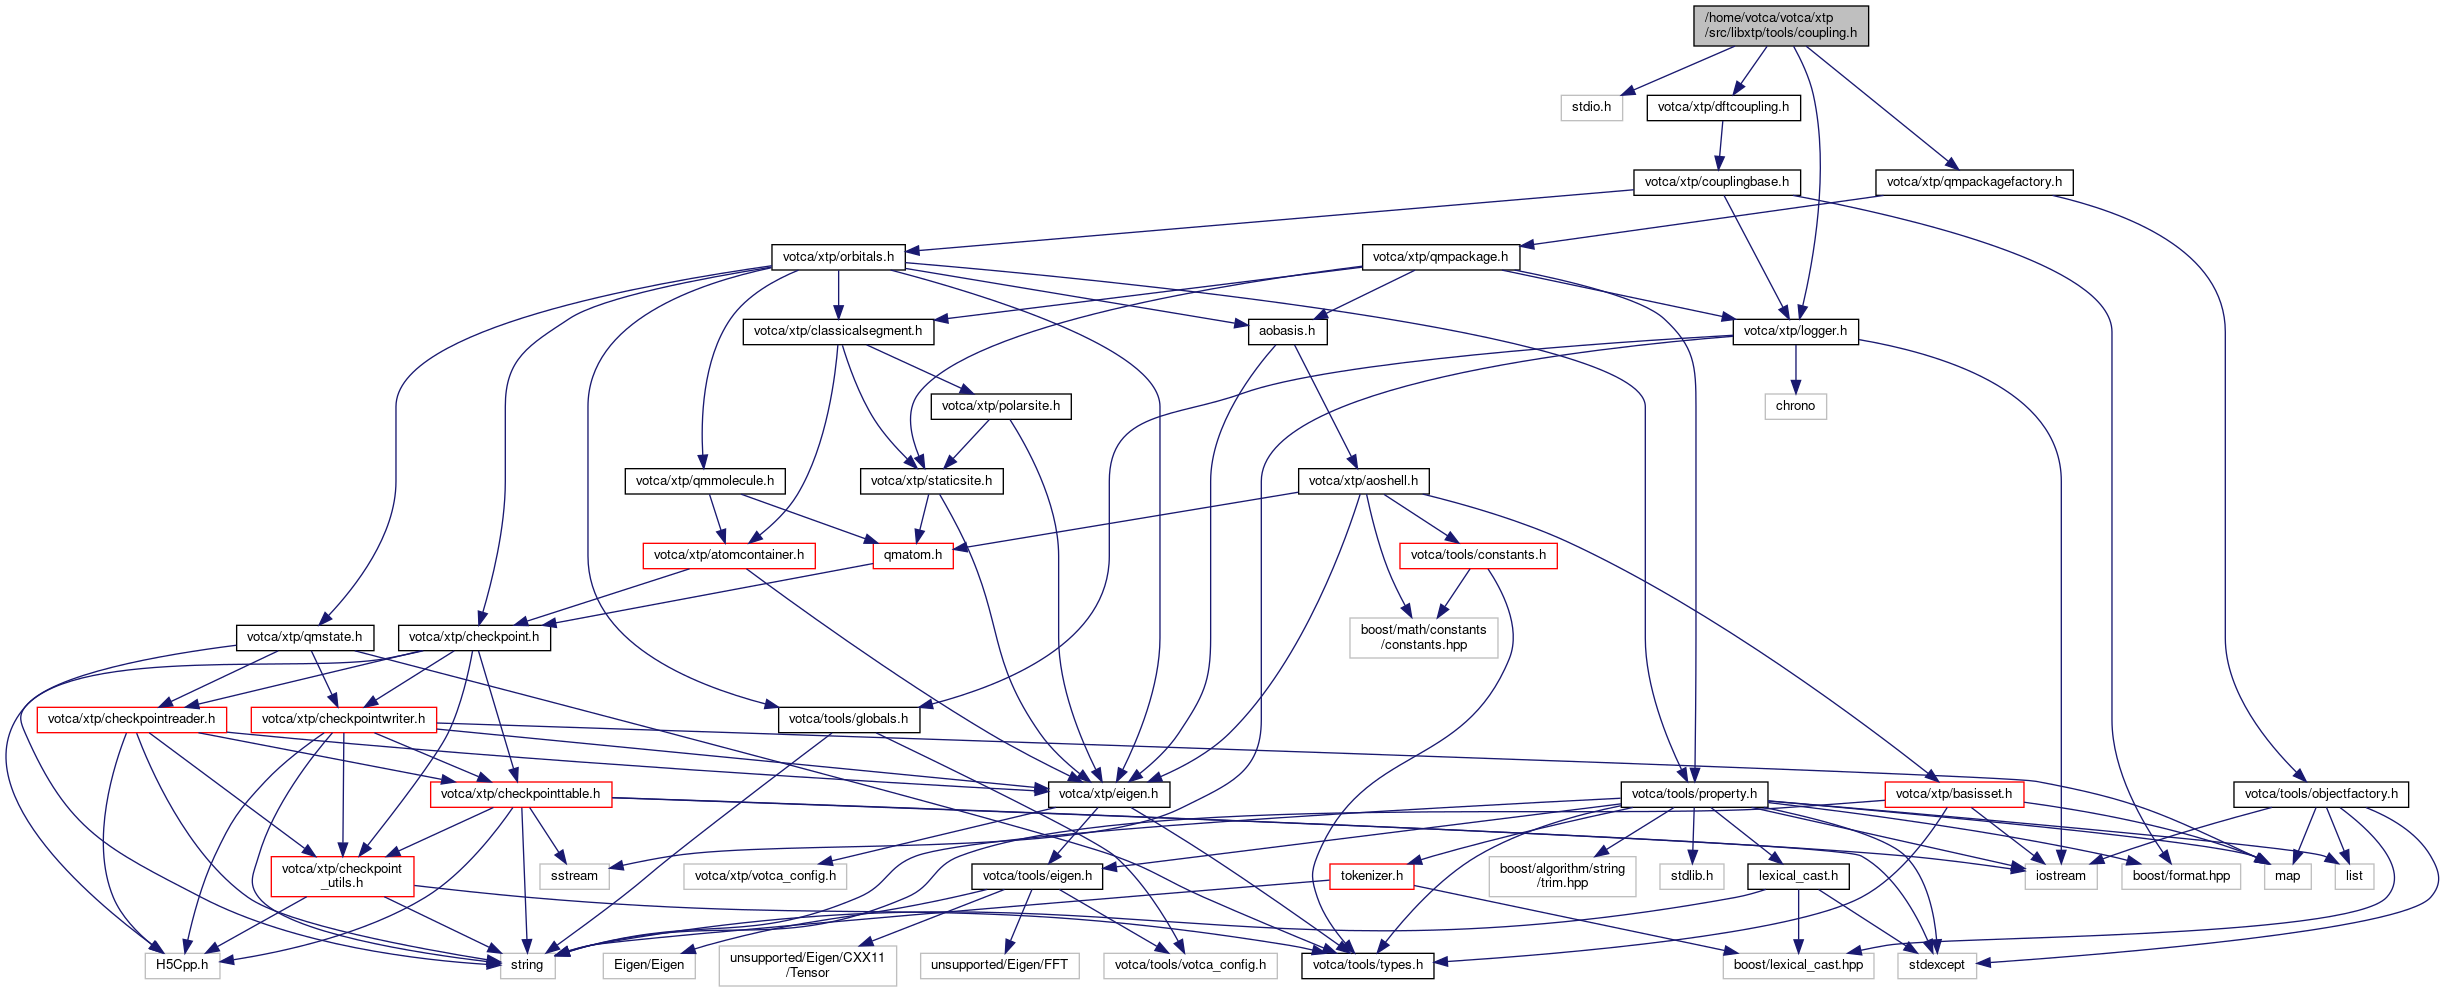 /home/votca/votca/xtp
/src/libxtp/tools/coupling.h
stdio.h
votca/xtp/dftcoupling.h
votca/xtp/couplingbase.h
votca/xtp/qmpackagefactory.h
votca/xtp/orbitals.h
votca/xtp/qmpackage.h
votca/xtp/classicalsegment.h
aobasis.h
votca/xtp/logger.h
votca/xtp/polarsite.h
chrono
votca/xtp/qmmolecule.h
votca/xtp/staticsite.h
votca/xtp/aoshell.h
votca/xtp/atomcontainer.h
qmatom.h
votca/tools/constants.h
votca/xtp/qmstate.h
votca/xtp/checkpoint.h
boost/math/constants
/constants.hpp
votca/xtp/checkpointreader.h
votca/xtp/checkpointwriter.h
votca/tools/globals.h
votca/xtp/checkpointtable.h
votca/xtp/eigen.h
votca/tools/property.h
votca/xtp/basisset.h
votca/tools/objectfactory.h
votca/xtp/checkpoint
_utils.h
sstream
votca/xtp/votca_config.h
votca/tools/eigen.h
tokenizer.h
boost/algorithm/string
/trim.hpp
stdlib.h
lexical_cast.h
iostream
boost/format.hpp
map
list
H5Cpp.h
string
Eigen/Eigen
unsupported/Eigen/CXX11
/Tensor
unsupported/Eigen/FFT
votca/tools/votca_config.h
votca/tools/types.h
boost/lexical_cast.hpp
stdexcept